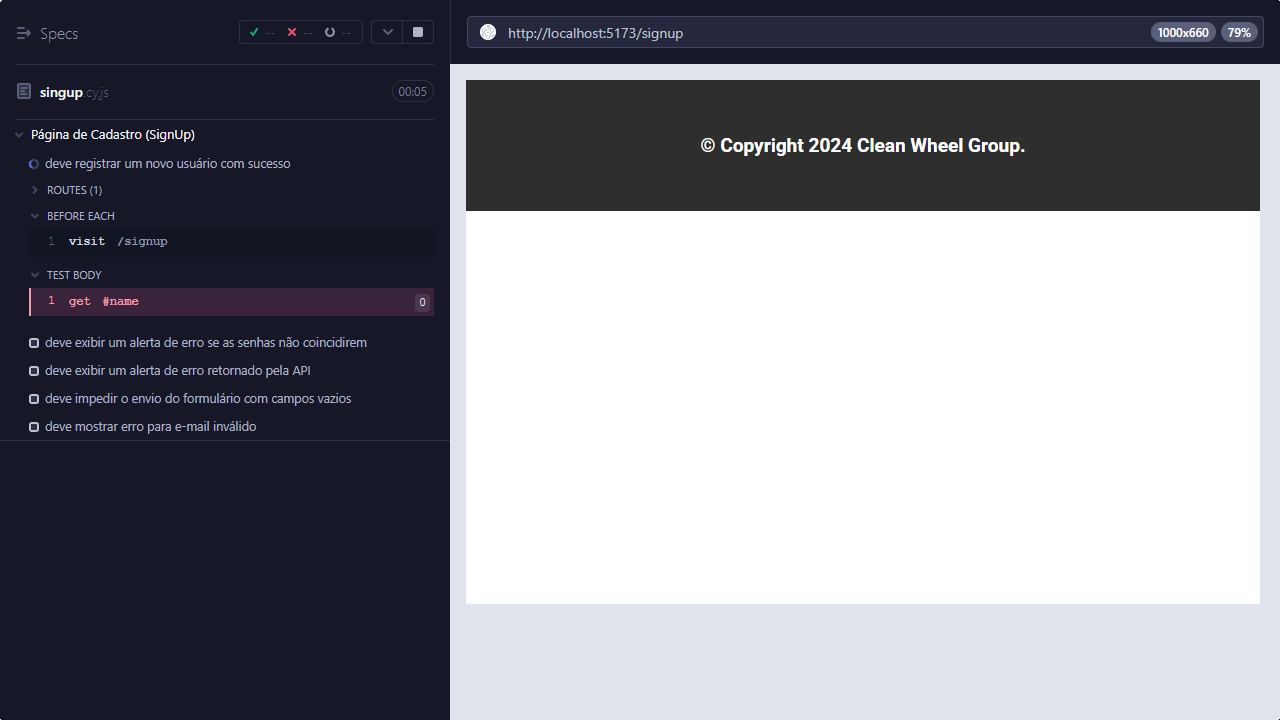 Specs
-- -- --
singup.cy.js
00:05
Página de Cadastro (SignUp)
deve registrar um novo usuário com sucesso
ROUTES (1)
BEFORE EACH
1 visit /signup
TEST BODY
1 get #name 0
deve exibir um alerta de erro se as senhas não coincidirem
deve exibir um alerta de erro retornado pela API
deve impedir o envio do formulário com campos vazios
deve mostrar erro para e-mail inválido
http://localhost:5173/signup 1000x660 79%
© Copyright 2024 Clean Wheel Group.